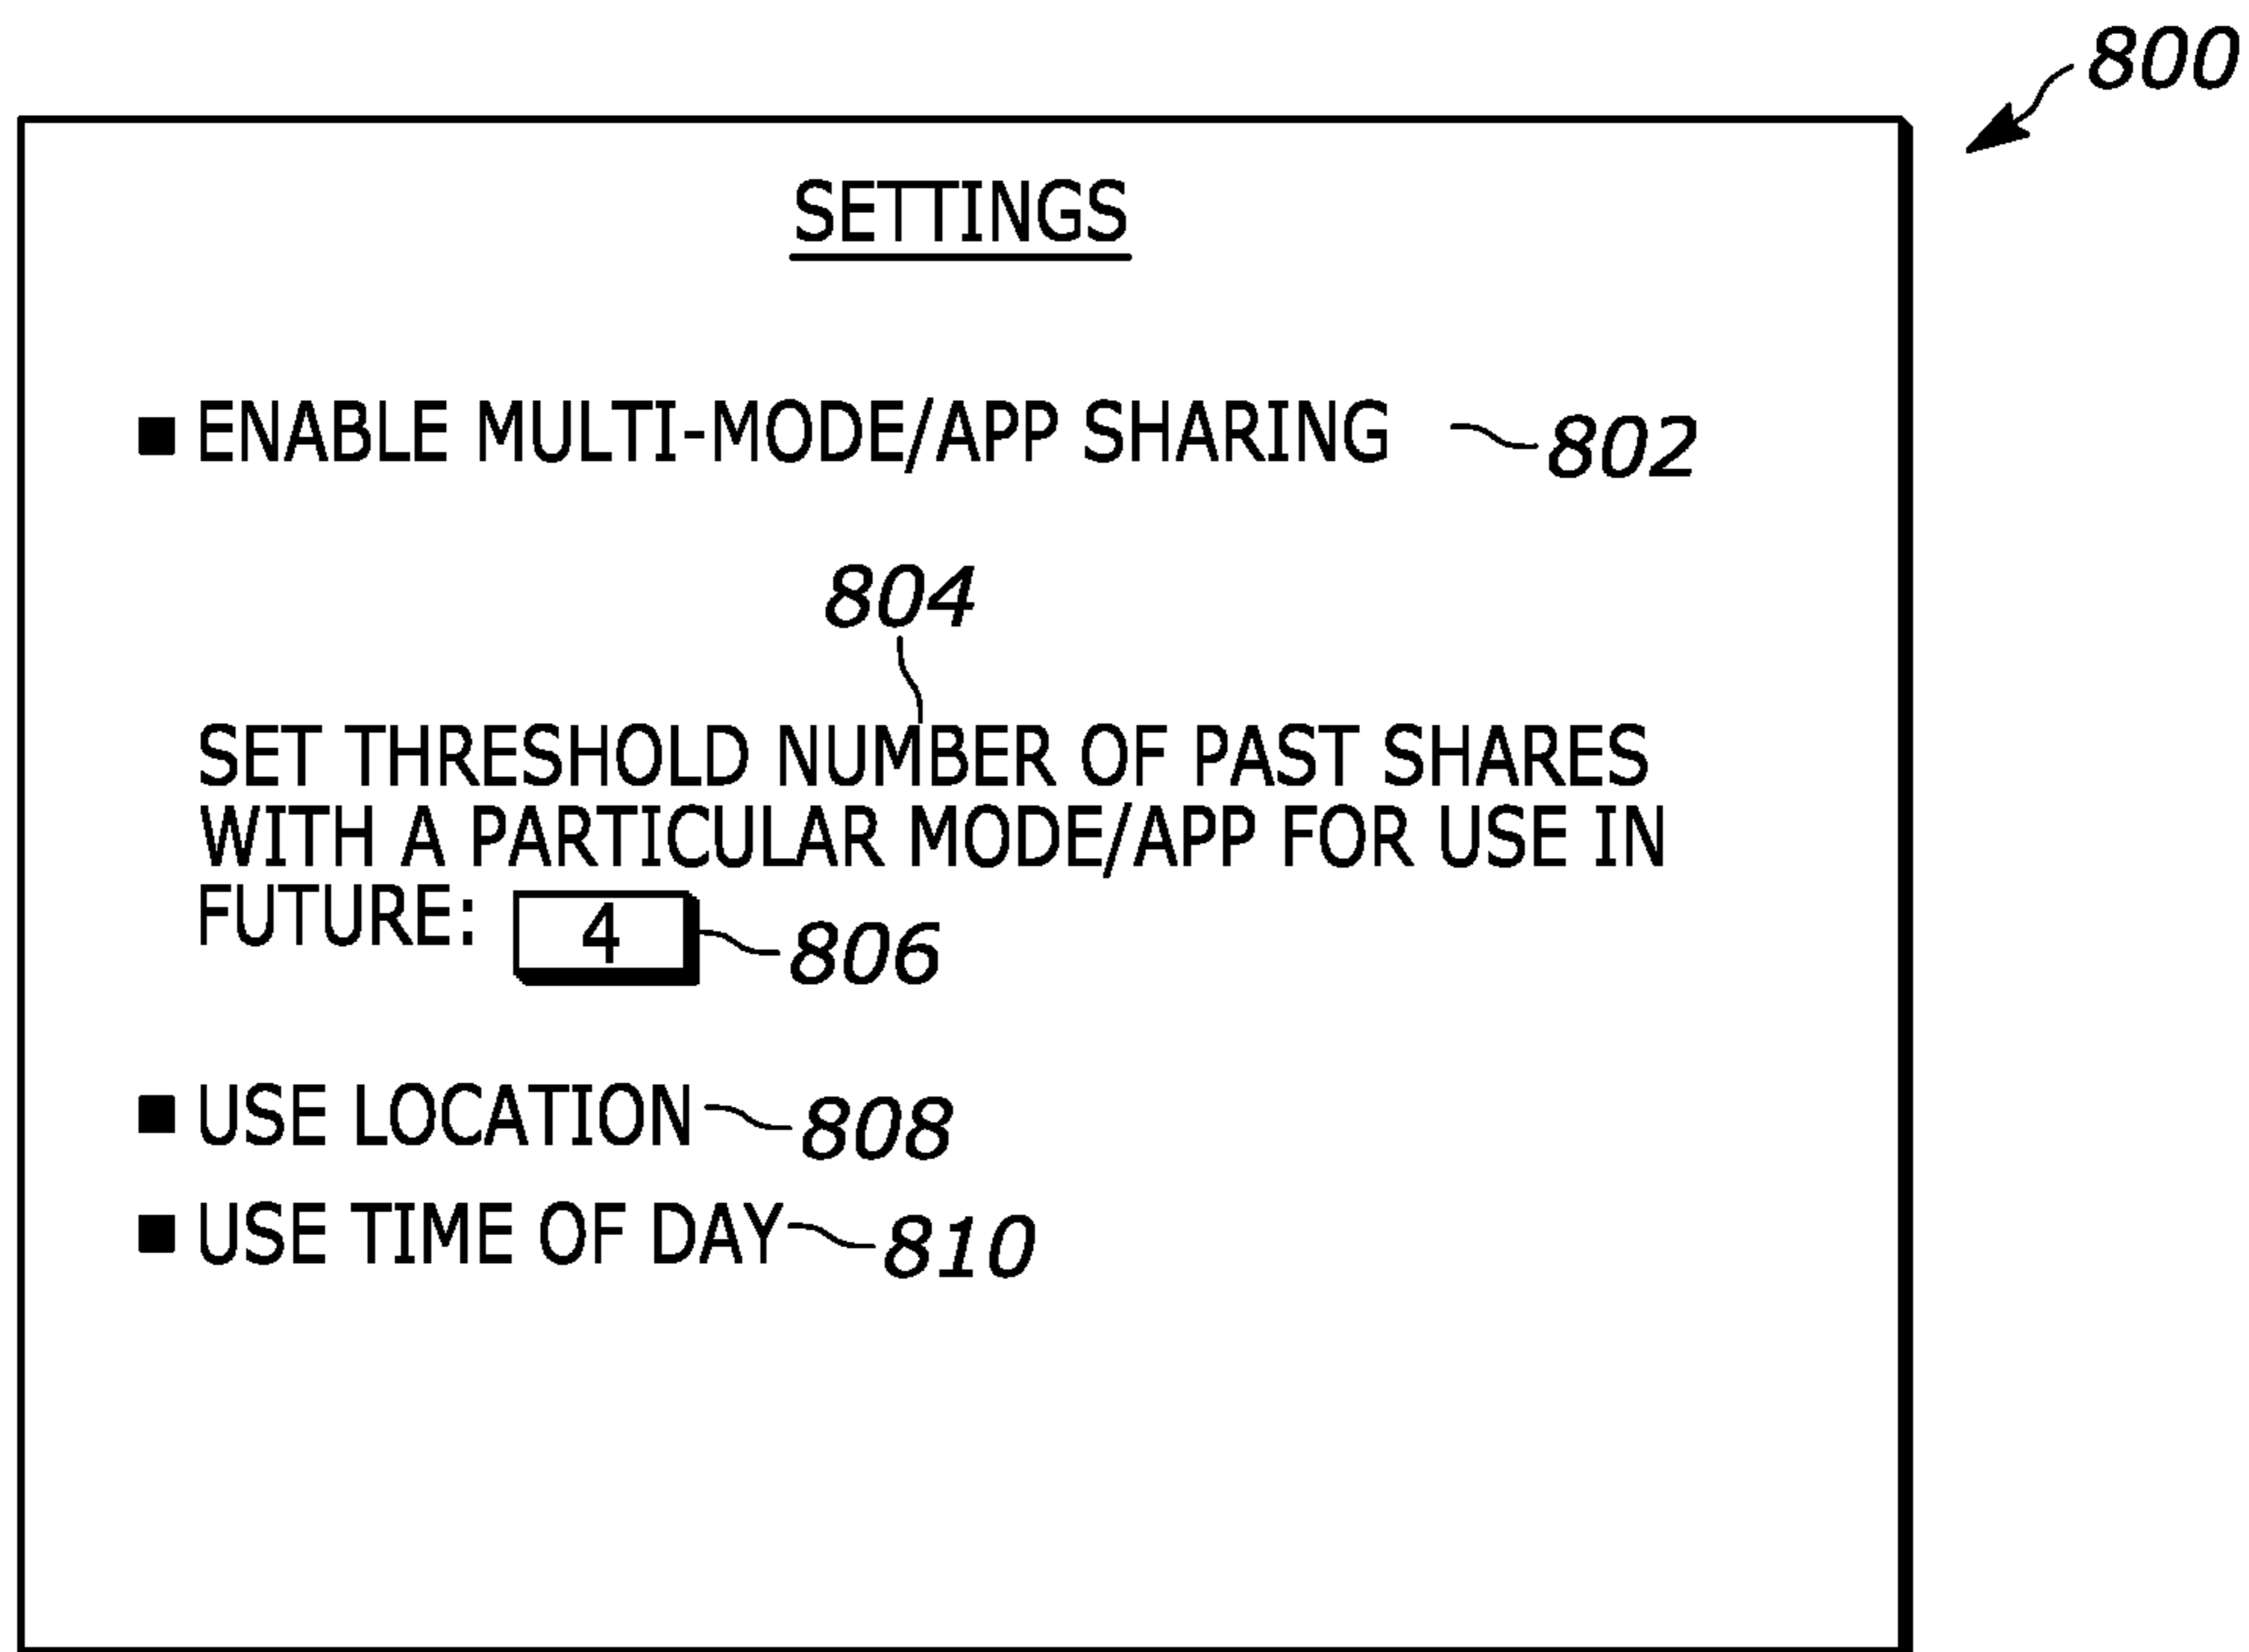 800
SETTINGS
■ ENABLE MULTI-MODE/APP SHARING 802
804
SET THRESHOLD NUMBER OF PAST SHARES
WITH A PARTICULAR MODE/APP FOR USE IN
FUTURE: 4 806
■ USE LOCATION 808
■ USE TIME OF DAY 810